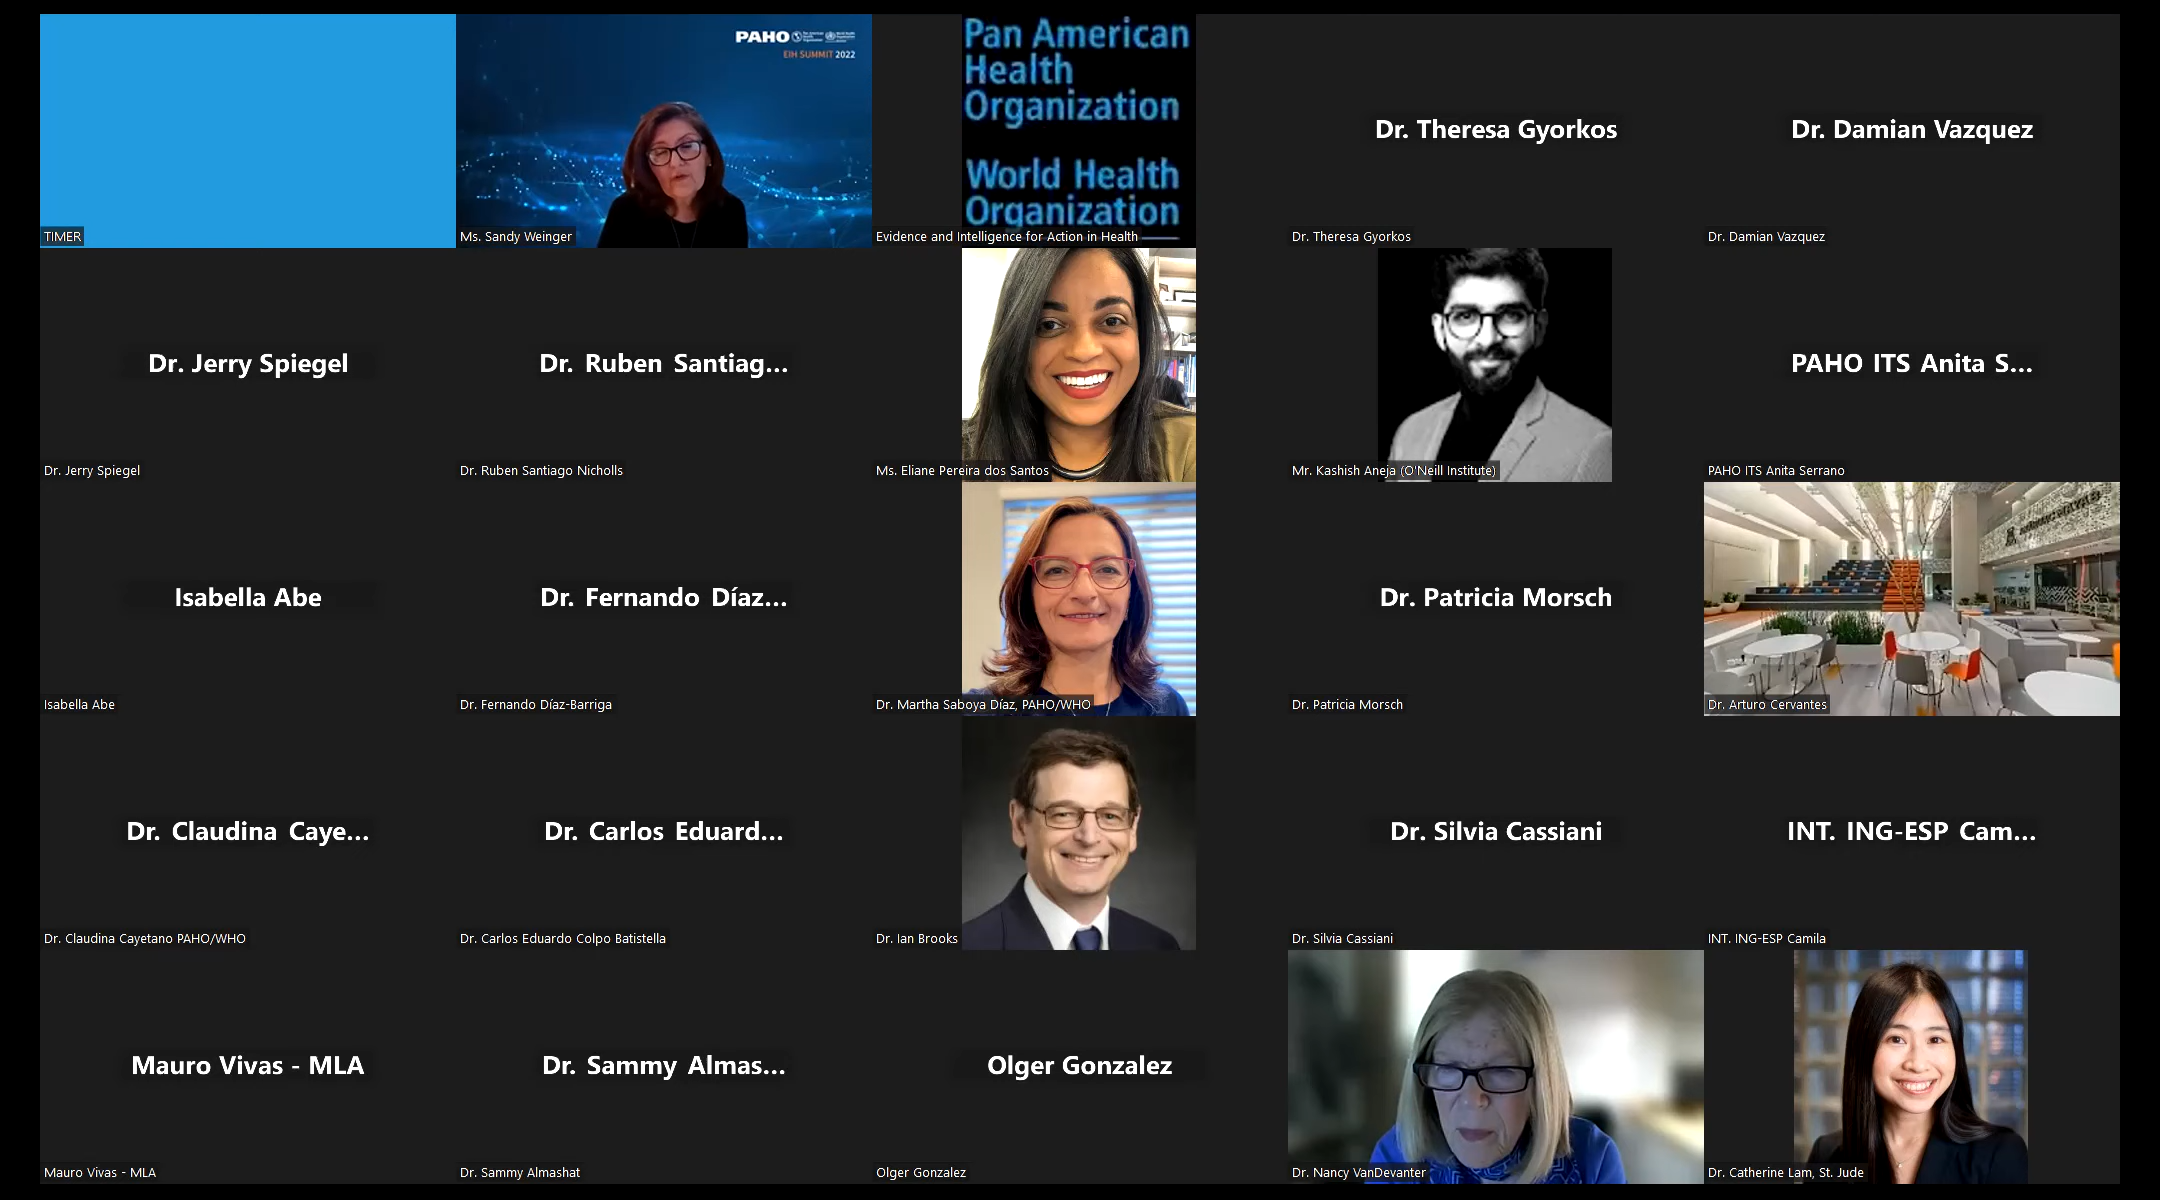 PAHO
EIH SUMMIT 2022
Pan American
Health
Organization
World Health
Organization
Dr. Theresa Gyorkos
Dr. Damian Vazquez
TIMER
Ms. Sandy Weinger
Evidence and Intelligence for Action in Health
Dr. Theresa Gyorkos
Dr. Damian Vazquez
Dr. Jerry Spiegel
Dr. Ruben Santiag...
PAHO ITS Anita S...
Dr. Jerry Spiegel
Dr. Ruben Santiago Nicholls
Ms. Eliane Pereira dos Santos
Mr. Kashish Aneja (O'Neill Institute)
PAHO ITS Anita Serrano
Isabella Abe
Dr. Fernando Díaz...
Dr. Patricia Morsch
Isabella Abe
Dr. Fernando Díaz-Barriga
Dr. Martha Saboya Díaz, PAHO/WHO
Dr. Patricia Morsch
Dr. Arturo Cervantes
Dr. Claudina Caye...
Dr. Carlos Eduard...
Dr. Silvia Cassiani
INT. ING-ESP Cam...
Dr. Claudina Cayetano PAHO/WHO
Dr. Carlos Eduardo Colpo Batistella
Dr. Ian Brooks
Dr. Silvia Cassiani
INT. ING-ESP Camila
Mauro Vivas - MLA
Dr. Sammy Almas...
Olger Gonzalez
Mauro Vivas - MLA
Dr. Sammy Almashat
Olger Gonzalez
Dr. Nancy VanDevanter
Dr. Catherine Lam, St. Jude